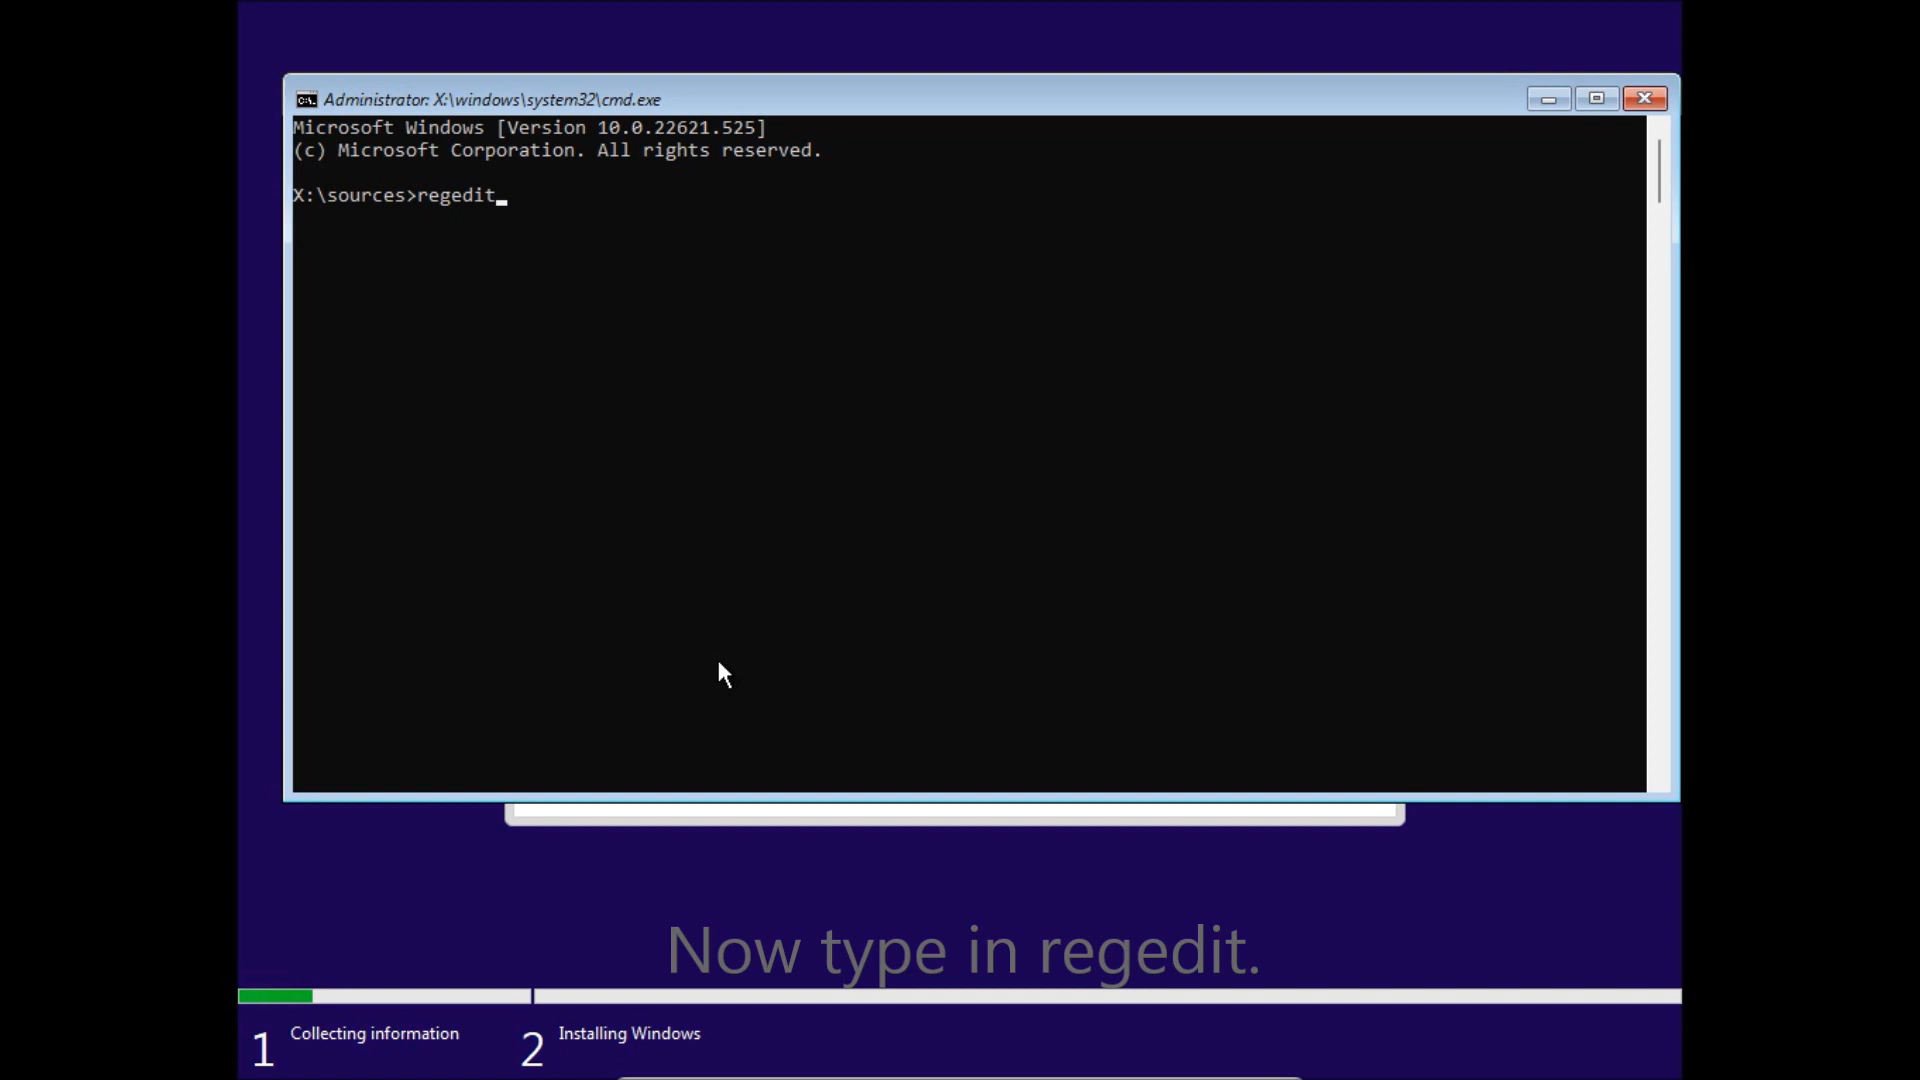 Administrator: X:\windows\system32\cmd.exe
Microsoft Windows [Version 10.0.22621.525]
(c) Microsoft Corporation. All rights reserved.
X:\sources>regedit
Now type in regedit.
1 Collecting information
2 Installing Windows